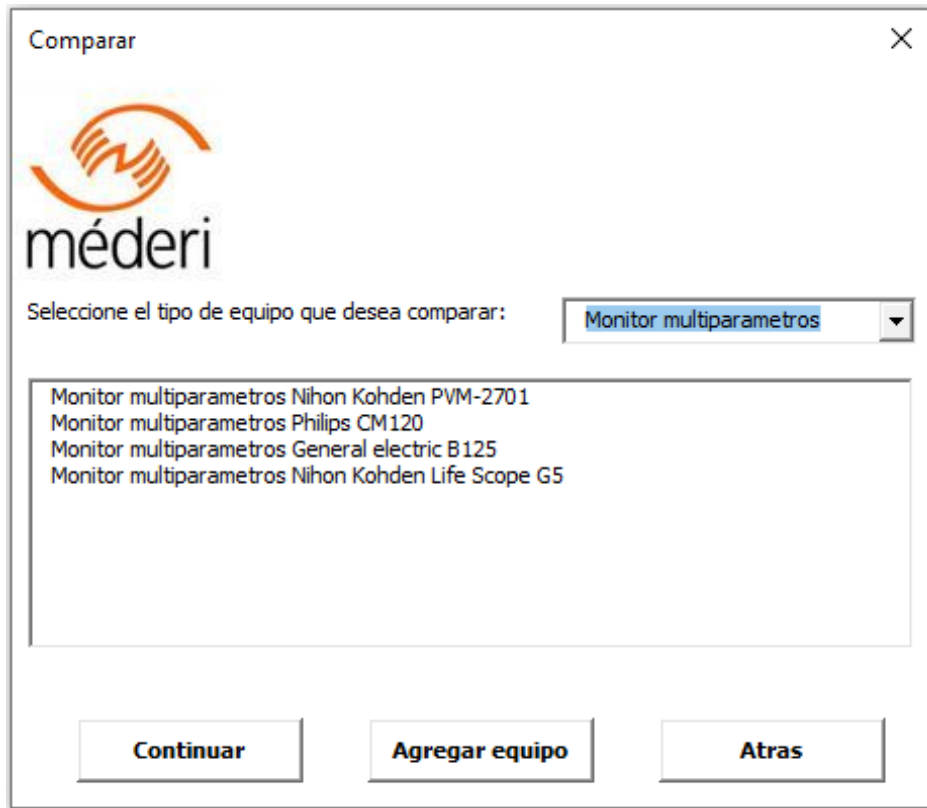 Comparar
méderi
Seleccione el tipo de equipo que desea comparar:
Monitor multiparametros
Monitor multiparametros Nihon Kohden PVM-2701
Monitor multiparametros Philips CM120
Monitor multiparametros General electric B125
Monitor multiparametros Nihon Kohden Life Scope G5
Continuar
Agregar equipo
Atras